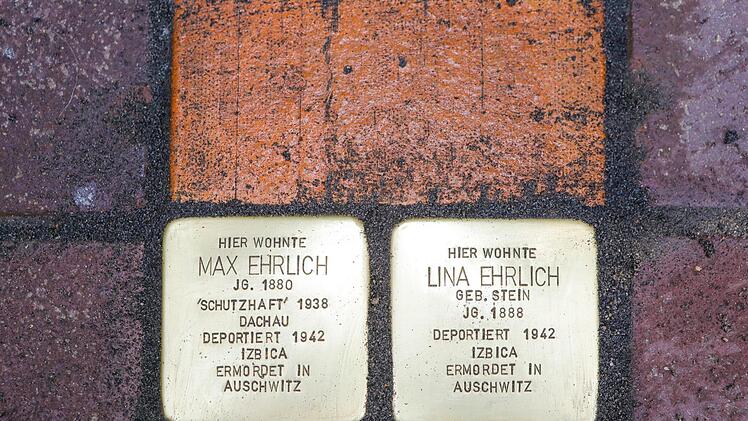 HIER WOHNTE
MAX EHRLICH
JG. 1880
'SCHUTZHAFT' 1938
DACHAU
DEPORTIERT 1942
IZBICA
ERMORDET IN
AUSCHWITZ
HIER WOHNTE
LINA EHRLICH
GEB. STEIN
JG. 1888
DEPORTIERT 1942
IZBICA
ERMORDET IN
AUSCHWITZ